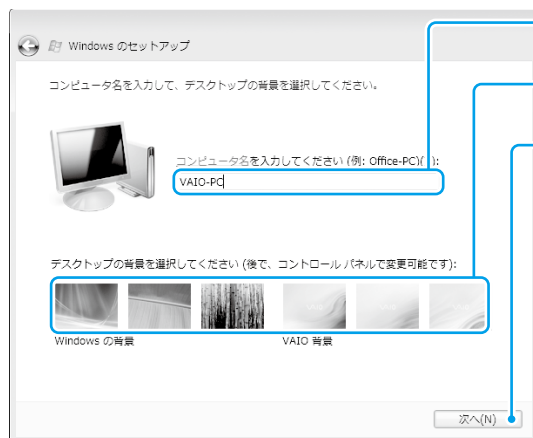 Windows のセットアップ
コンピュータ名を入力して、デスクトップの背景を選択してください。
コンピュータ名を入力してください (例: Office-PC)( ):
VAIO-PC
デスクトップの背景を選択してください (後で、コントロール パネルで変更可能です):
Windows の背景
VAIO 背景
次へ(N)